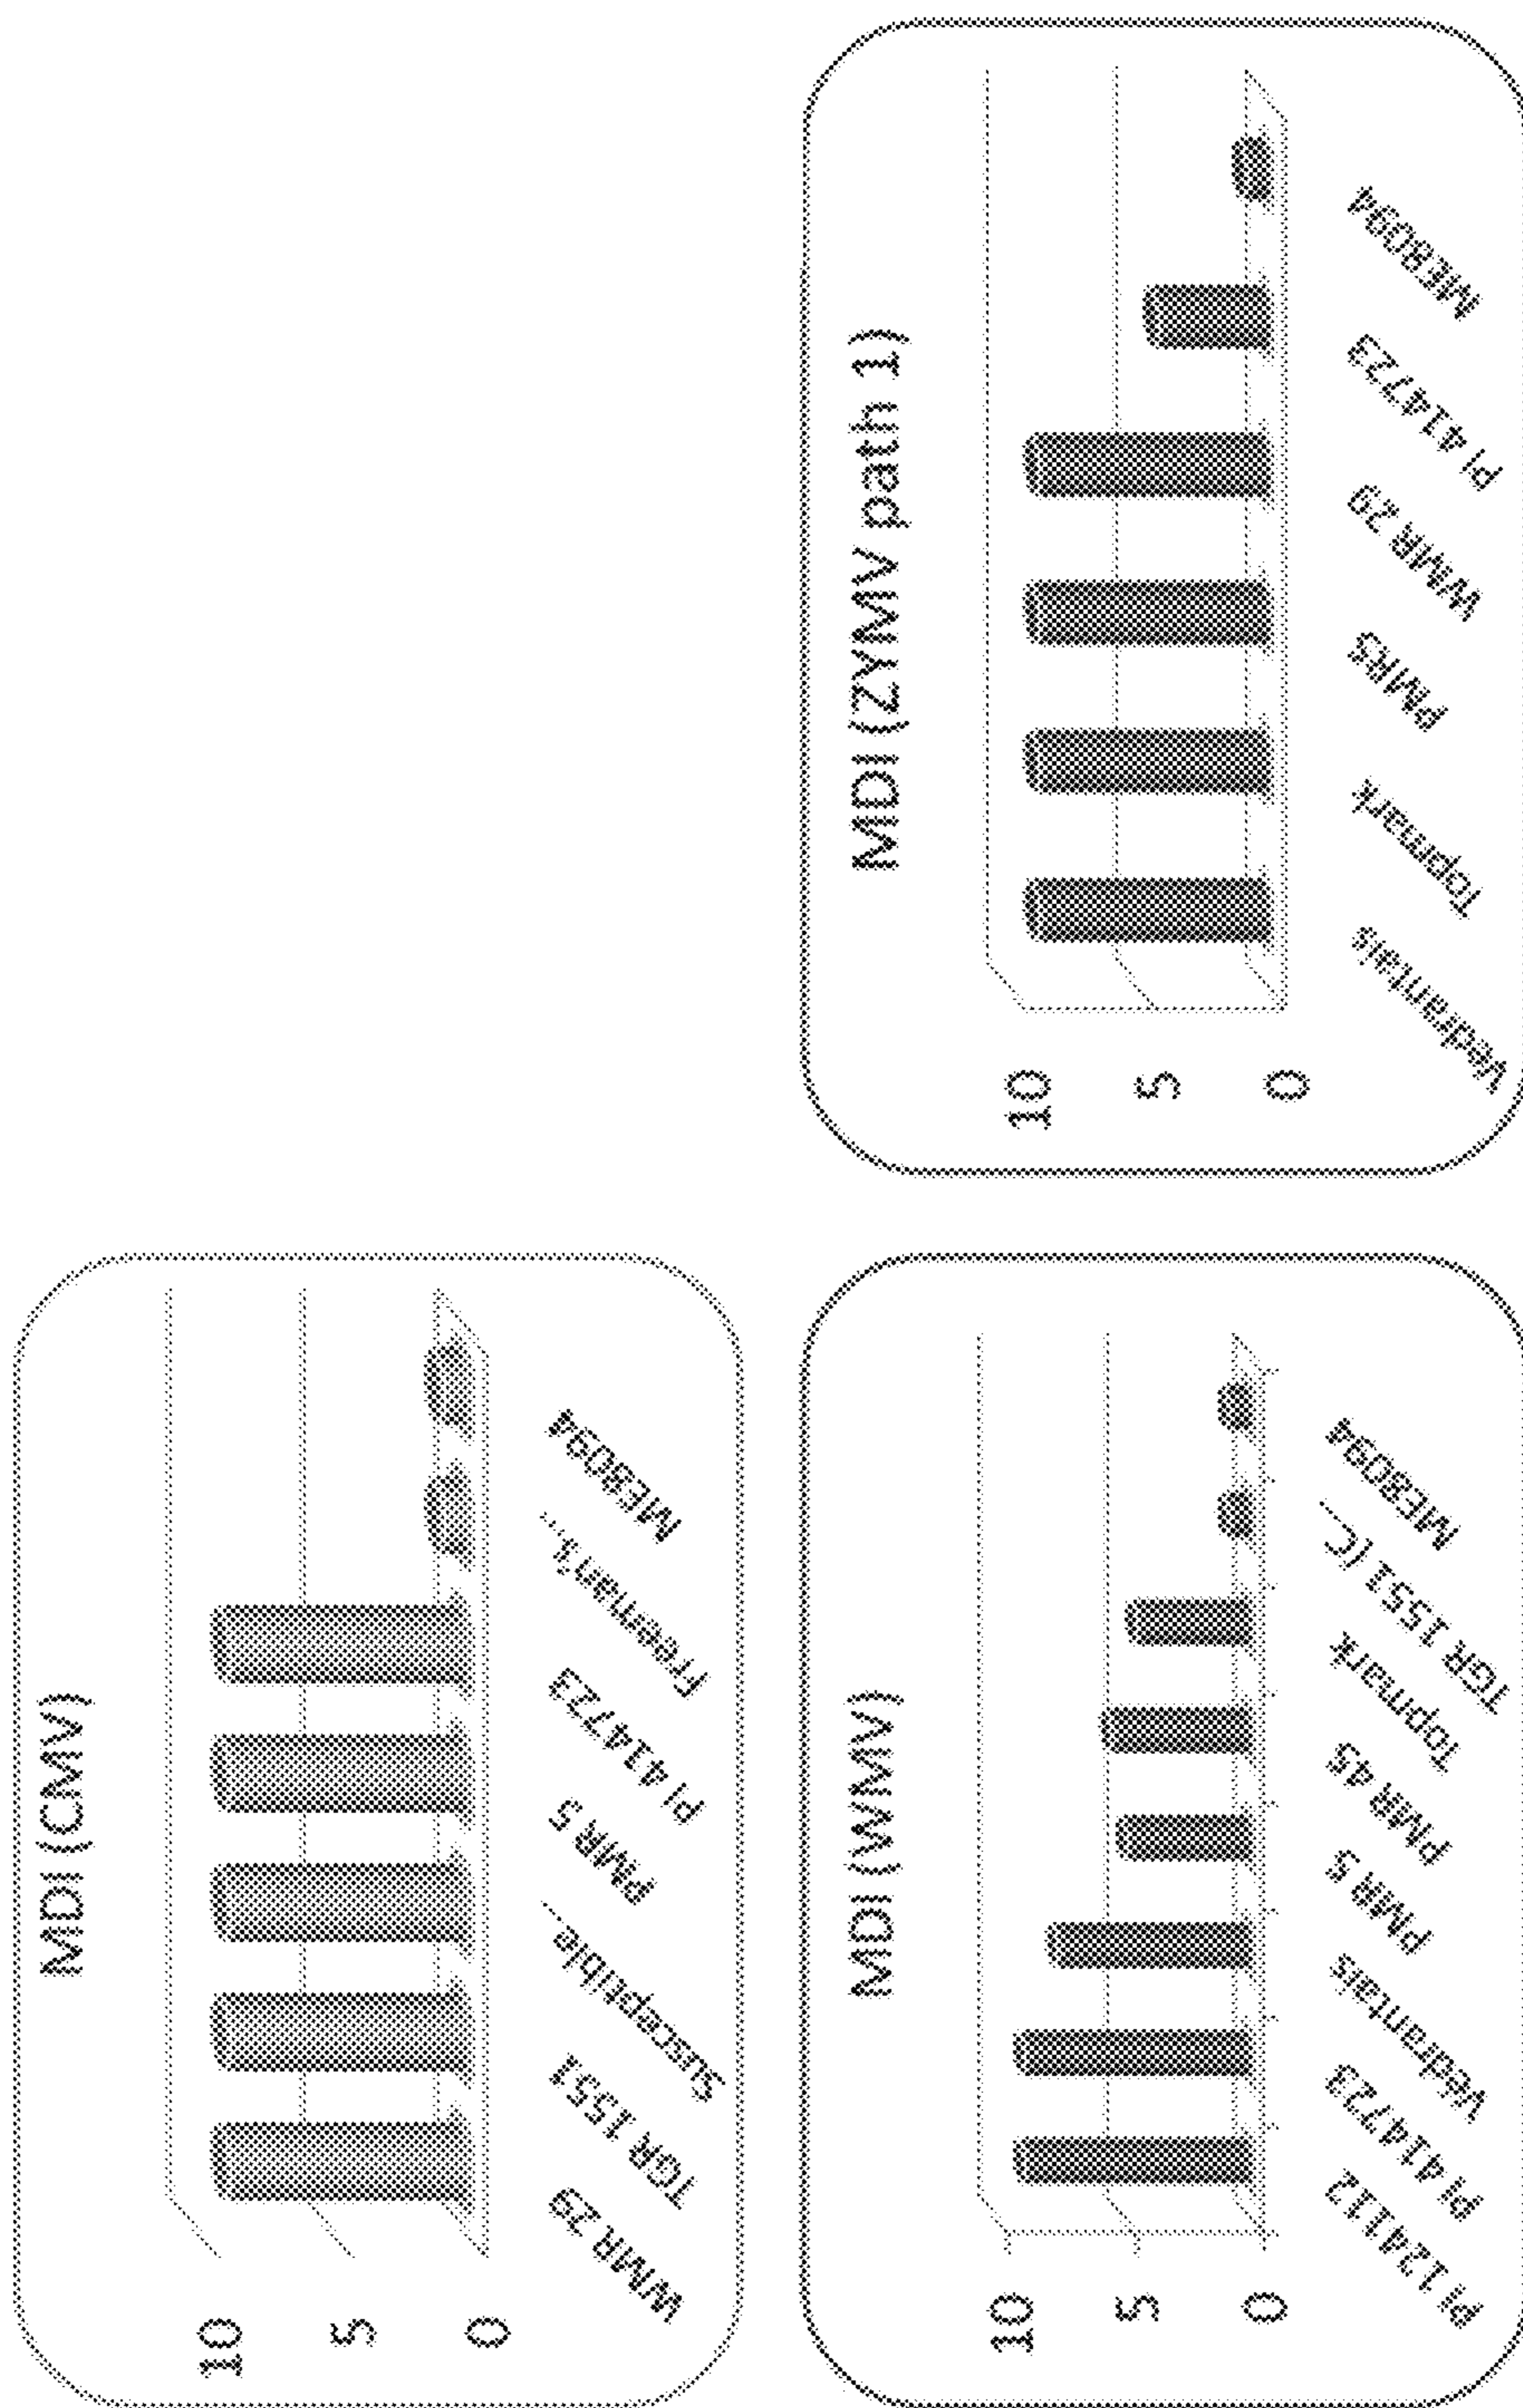 MDI (CMV)
10
5
0
WMR 29
TGR 1551
Susceptible...
PMR 5
PI 414723
Freeman's...
ME8094
MDI (WMV)
10
5
0
PI 124112
PI 414723
Vedrantais
PMR 5
PMR 45
Topmark
TGR 1551 (C...
ME8094
MDI (ZYMV path 1)
10
5
0
Vedrantais
Topmark
PMR5
WMR 29
PI 414723
ME8094